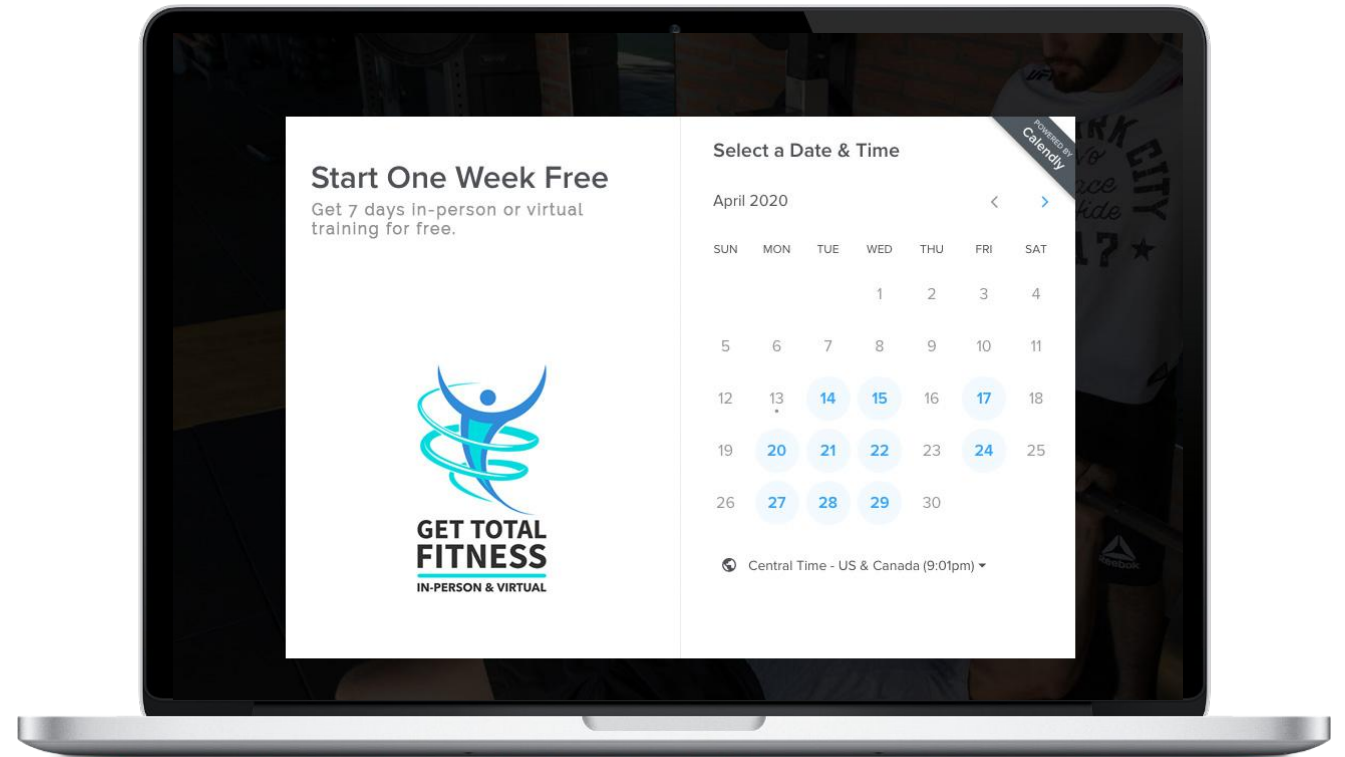 Start One Week Free
Get 7 days in-person or virtual
training for free.
GET TOTAL
FITNESS
IN-PERSON & VIRTUAL
Select a Date & Time
POWERED BY
Calendly
April 2020
SUN MON TUE WED THU FRI SAT
1 2 3 4
5 6 7 8 9 10 11
12 13 14 15 16 17 18
19 20 21 22 23 24 25
26 27 28 29 30
Central Time - US & Canada (9:01pm)
CITY
Reebok